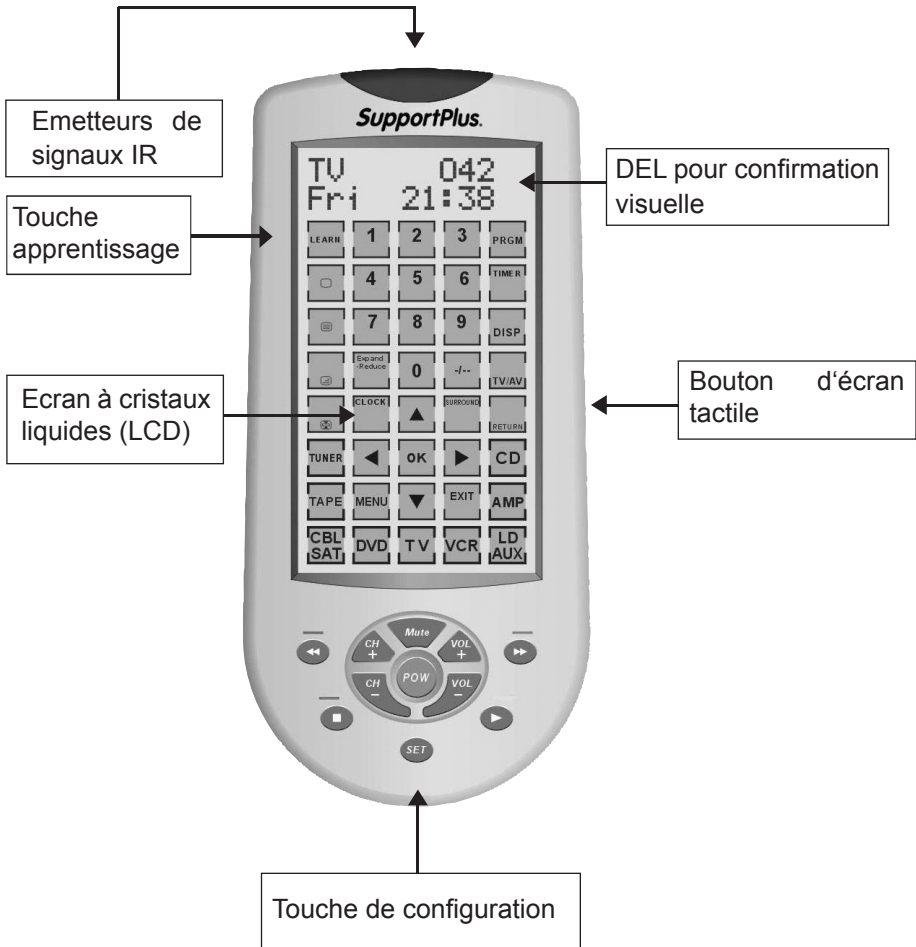 Emetteurs de
signaux IR
SupportPlus.
TV 042
Fri 21:38
DEL pour confirmation
visuelle
Touche
apprentissage
LEARN 1 2 3 PRGM
4 5 6 TIMER
7 8 9 DISP
Expand
-Reduce 0 -/-- TV/AV
Ecran à cristaux
liquides (LCD)
Bouton d'écran
tactile
CLOCK SURROUND RETURN
TUNER OK CD
TAPE MENU EXIT AMP
CBL
SAT DVD TV VCR LD
AUX
CH
+ Mute VOL
+
POW
CH
– VOL
–
SET
Touche de configuration